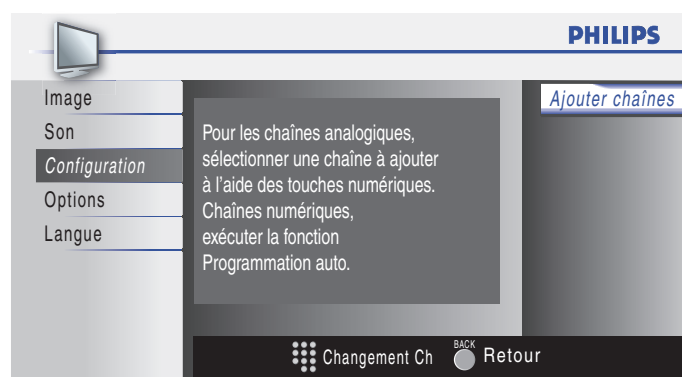 PHILIPS
Image
Son
Configuration
Options
Langue
Pour les chaînes analogiques,
sélectionner une chaîne à ajouter
à l'aide des touches numériques.
Chaînes numériques,
exécuter la fonction
Programmation auto.
Ajouter chaînes
Changement Ch
BACK
Retour